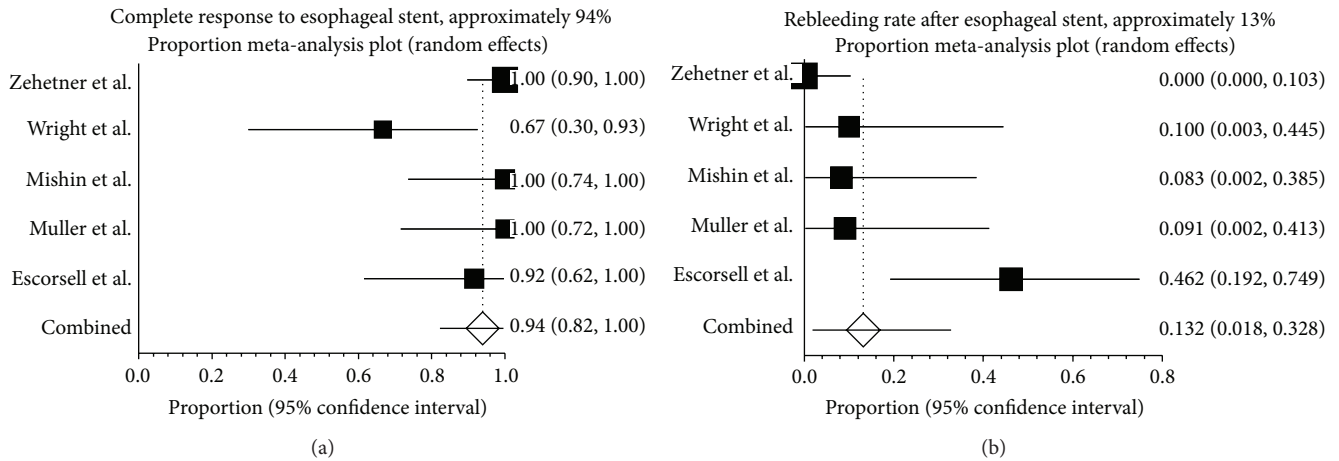 Complete response to esophageal stent, approximately 94%
Proportion meta-analysis plot (random effects)
Zehetner et al. 1.00 (0.90, 1.00)
Wright et al. 0.67 (0.30, 0.93)
Mishin et al. 1.00 (0.74, 1.00)
Muller et al. 1.00 (0.72, 1.00)
Escorsell et al. 0.92 (0.62, 1.00)
Combined 0.94 (0.82, 1.00)
0.0 0.2 0.4 0.6 0.8 1.0
Proportion (95% confidence interval)
(a)
Rebleeding rate after esophageal stent, approximately 13%
Proportion meta-analysis plot (random effects)
Zehetner et al. 0.000 (0.000, 0.103)
Wright et al. 0.100 (0.003, 0.445)
Mishin et al. 0.083 (0.002, 0.385)
Muller et al. 0.091 (0.002, 0.413)
Escorsell et al. 0.462 (0.192, 0.749)
Combined 0.132 (0.018, 0.328)
0.0 0.2 0.4 0.6 0.8
Proportion (95% confidence interval)
(b)